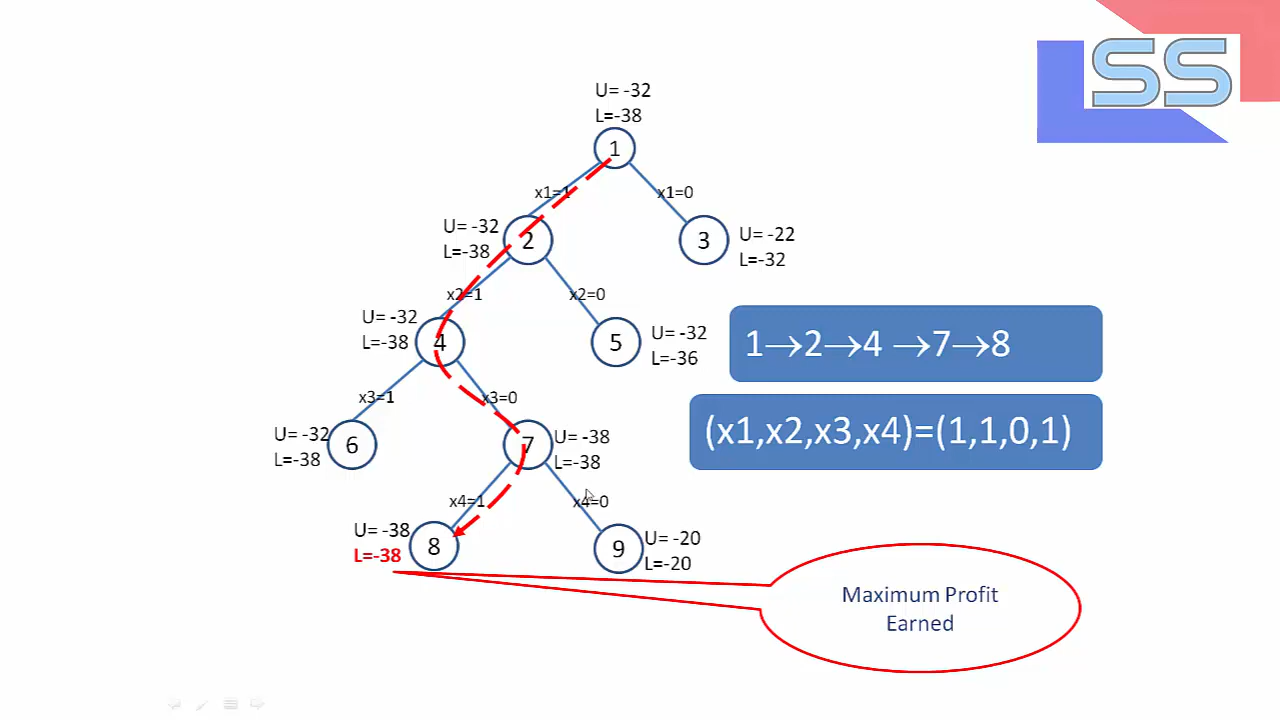 SS
U= -32
L=-38
1
x1=1
x1=0
U= -32
L=-38
2
3
U= -22
L=-32
x2=1
x2=0
U= -32
L=-38
4
5
U= -32
L=-36
1→2→4 →7→8
x3=1
x3=0
(x1,x2,x3,x4)=(1,1,0,1)
U= -32
L=-38
6
7
U= -38
L=-38
x4=1
x4=0
U= -38
L=-38
8
9
U= -20
L=-20
Maximum Profit
Earned